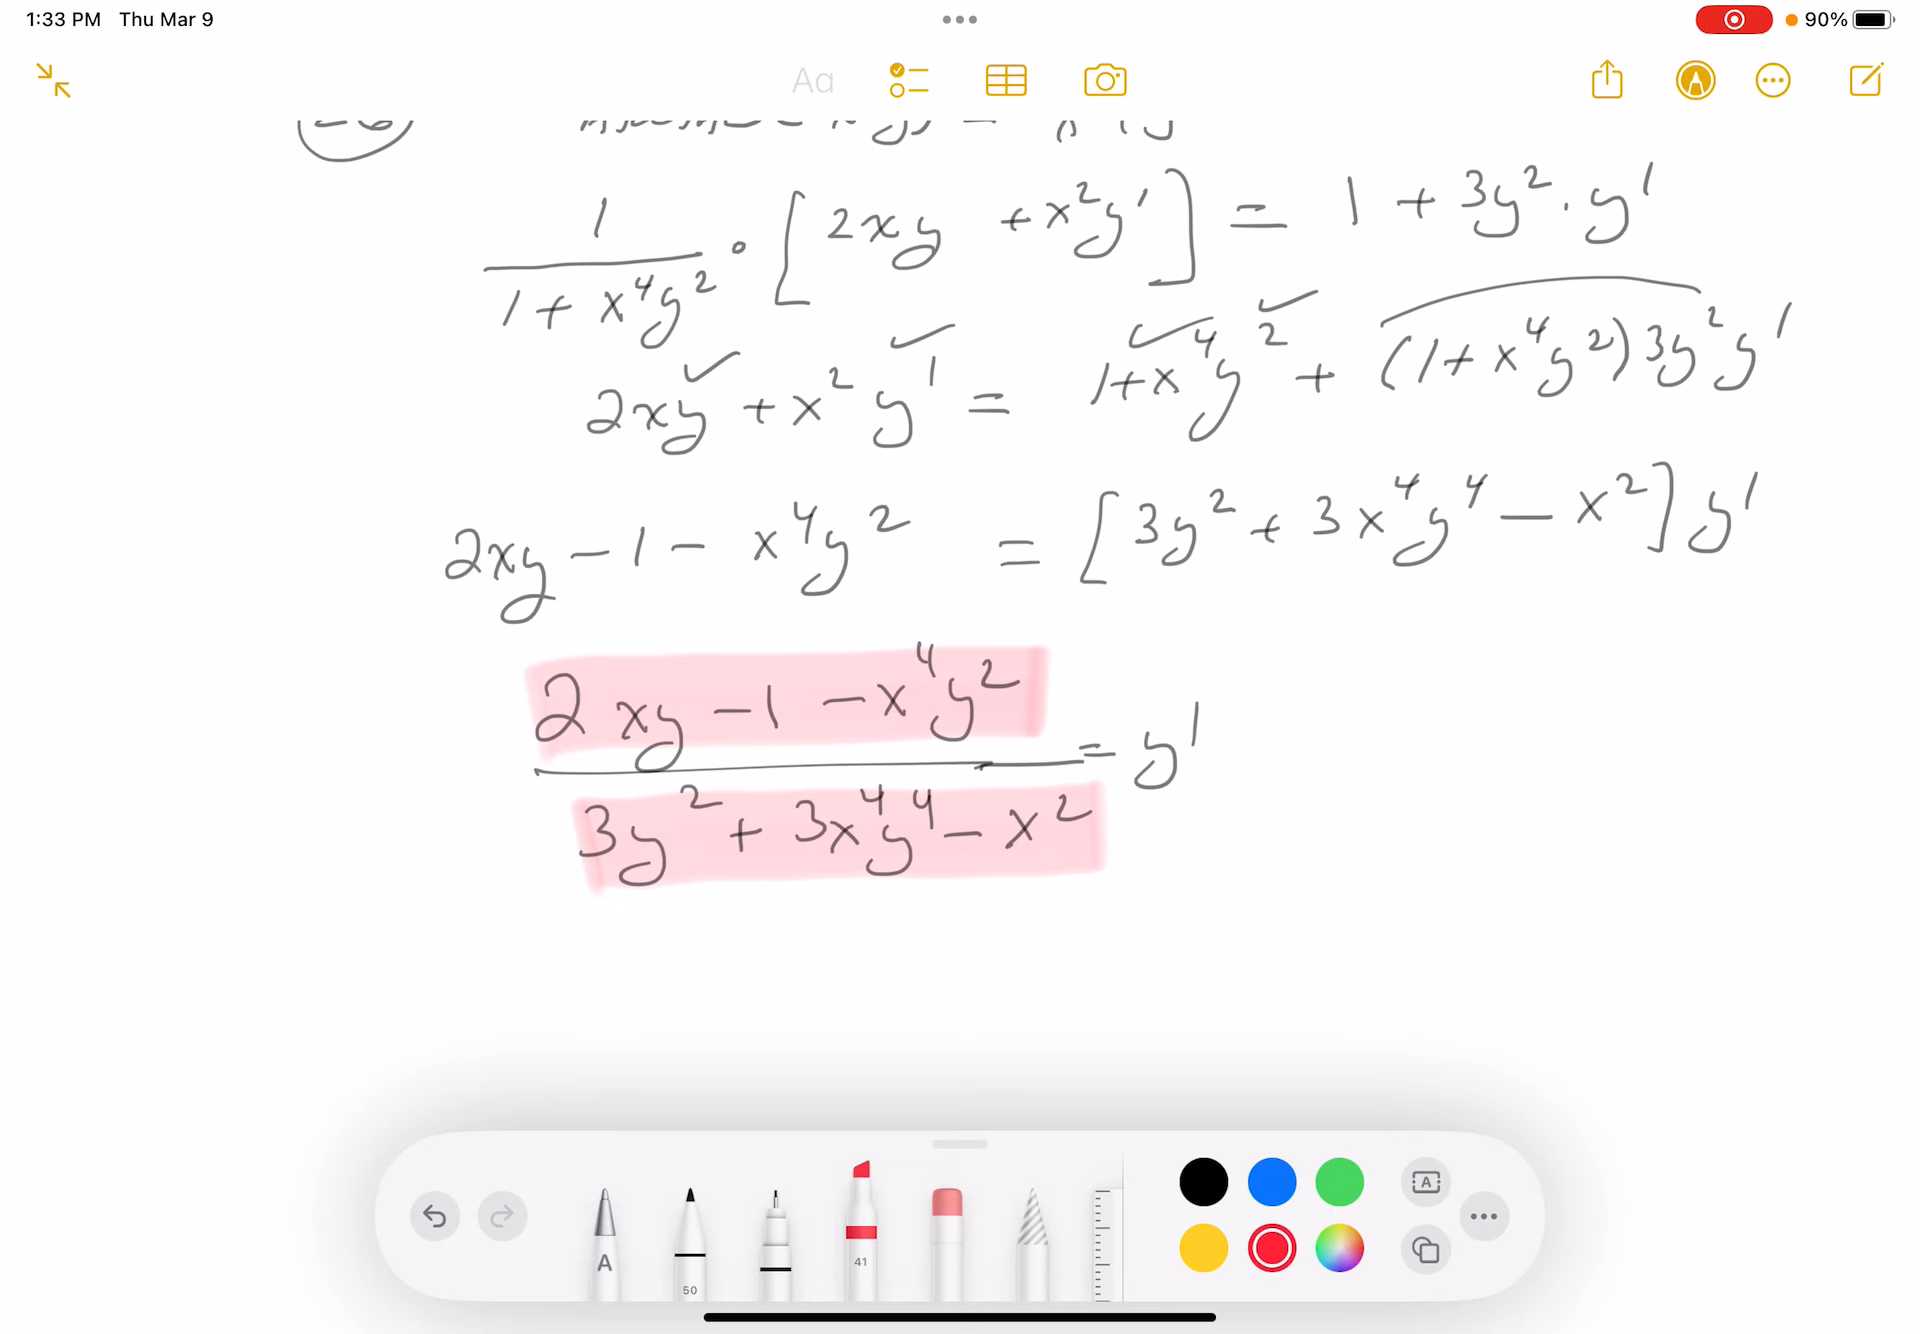 1:33 PM Thu Mar 9
90%
Aa
1/(1 + x⁴y²) · [2xy + x²y'] = 1 + 3y² · y'
2xy + x²y' = 1+x⁴y² + (1+x⁴y²)3y²y'
2xy - 1 - x⁴y² = [3y² + 3x⁴y⁴ - x²]y'
(2xy - 1 - x⁴y²)/(3y² + 3x⁴y⁴ - x²) = y'
A
50
41
A